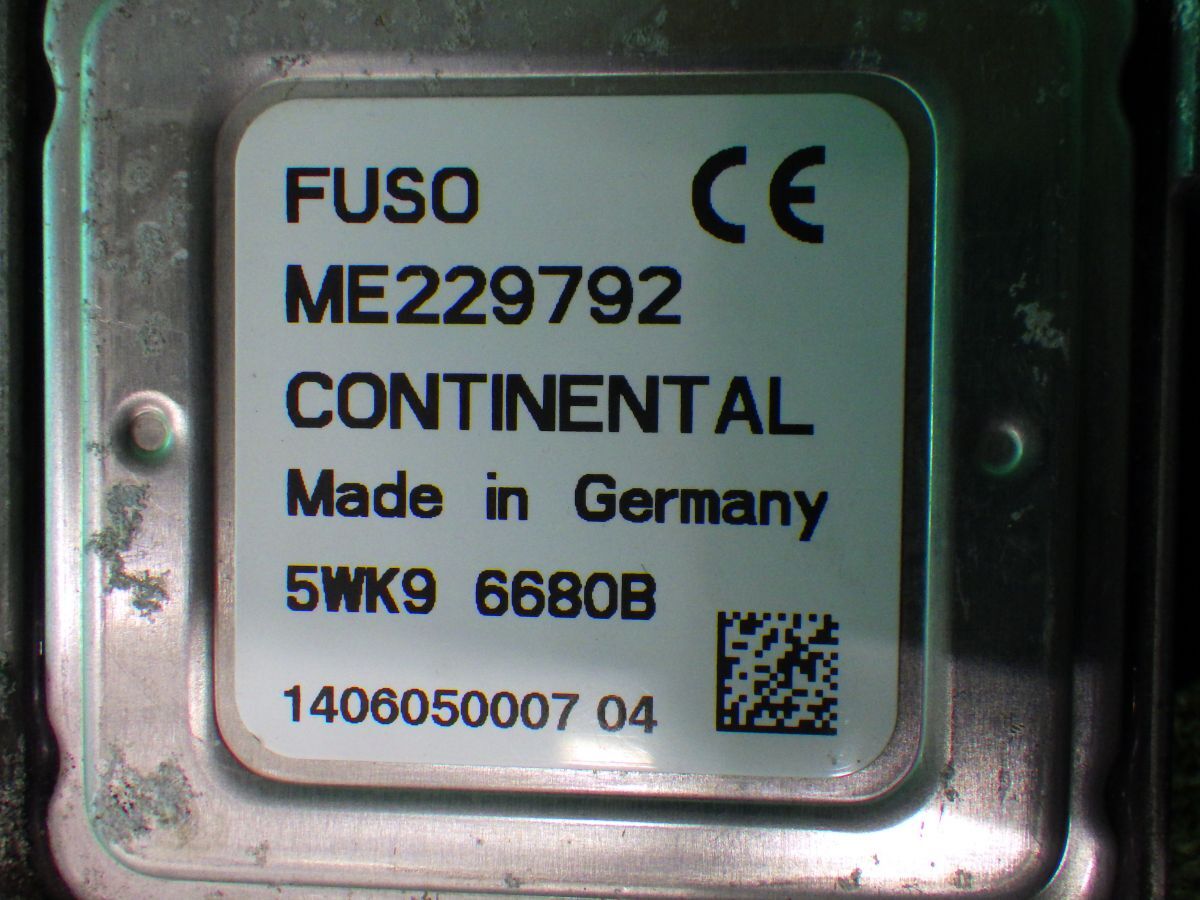 FUSO CE
ME229792
CONTINENTAL
Made in Germany
5WK9 6680B
1406050007 04